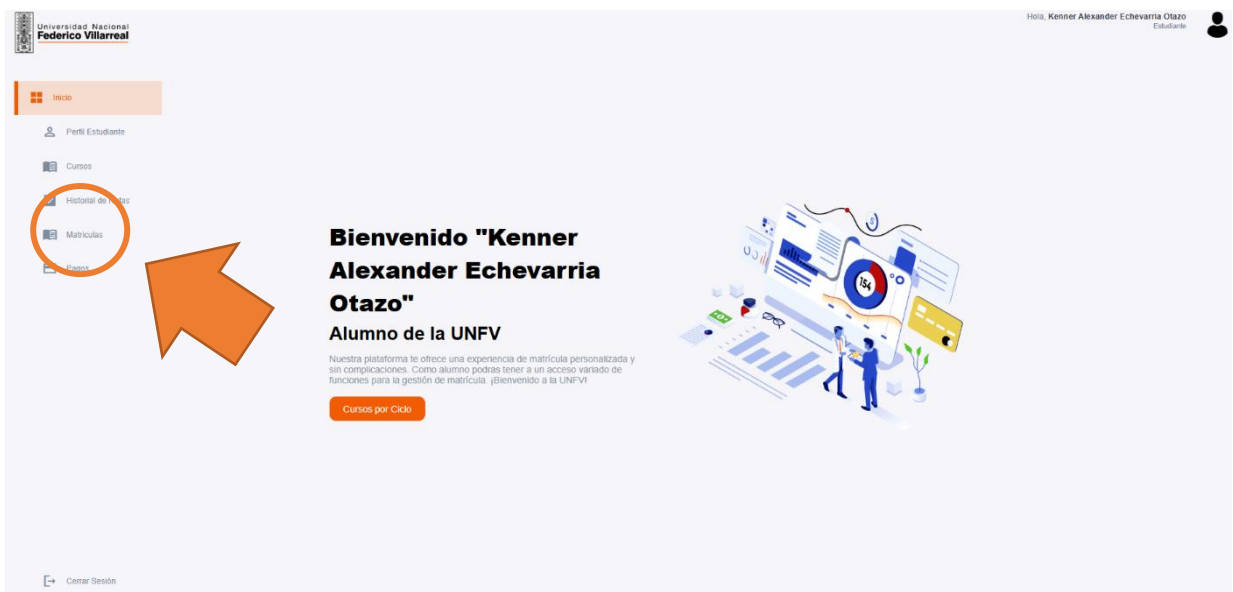 Universidad Nacional
Federico Villarreal
Hola, Kenner Alexander Echevarria Otazo
Estudiante
Inicio
Perfil Estudiante
Cursos
Historial de Notas
Matriculas
Pagos
Bienvenido "Kenner
Alexander Echevarria
Otazo"
Alumno de la UNFV
Nuestra plataforma te ofrece una experiencia de matrícula personalizada y
sin complicaciones. Como alumno podras tener a un acceso variado de
funciones para la gestión de matrícula. ¡Bienvenido a la UNFV!
Cursos por Ciclo
154
Cerrar Sesión